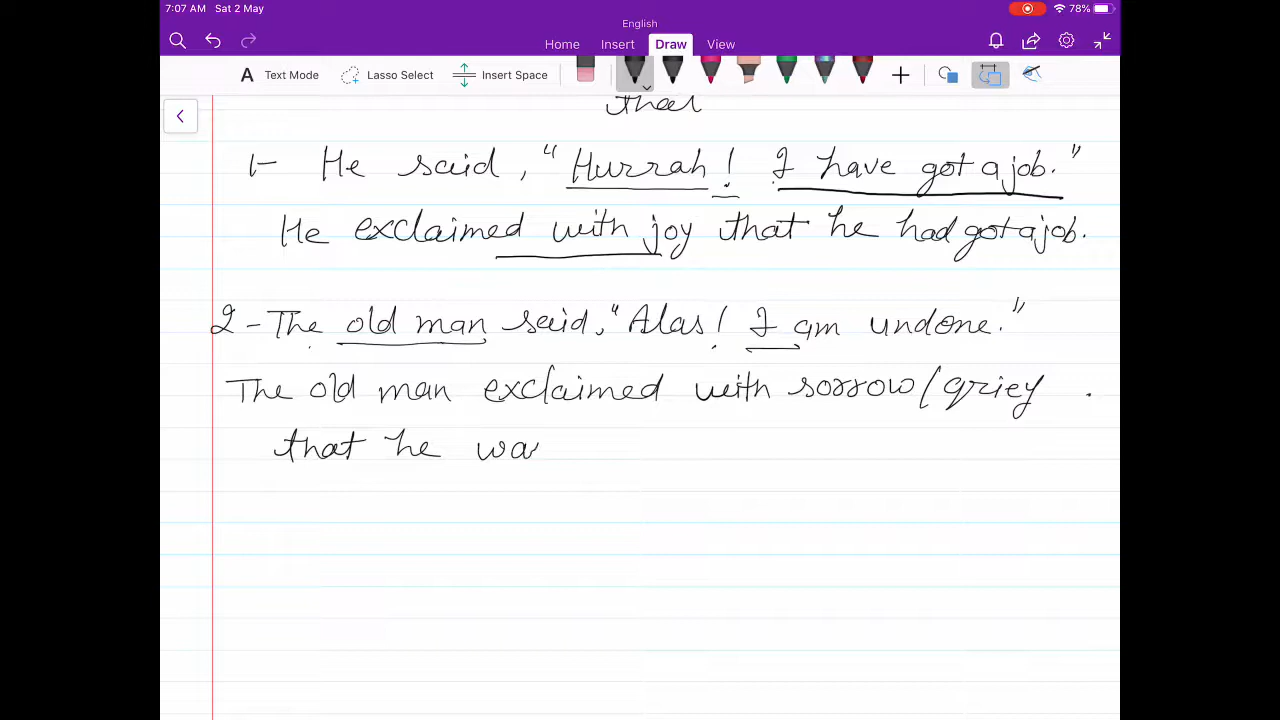 7:07 AM Sat 2 May 78%
English
Home Insert Draw View
A Text Mode Lasso Select Insert Space
that
1- He said, "Hurrah! I have got a job."
He exclaimed with joy that he had got a job.
2- The old man said, "Alas! I am undone."
The old man exclaimed with sorrow/grief .
that he wa